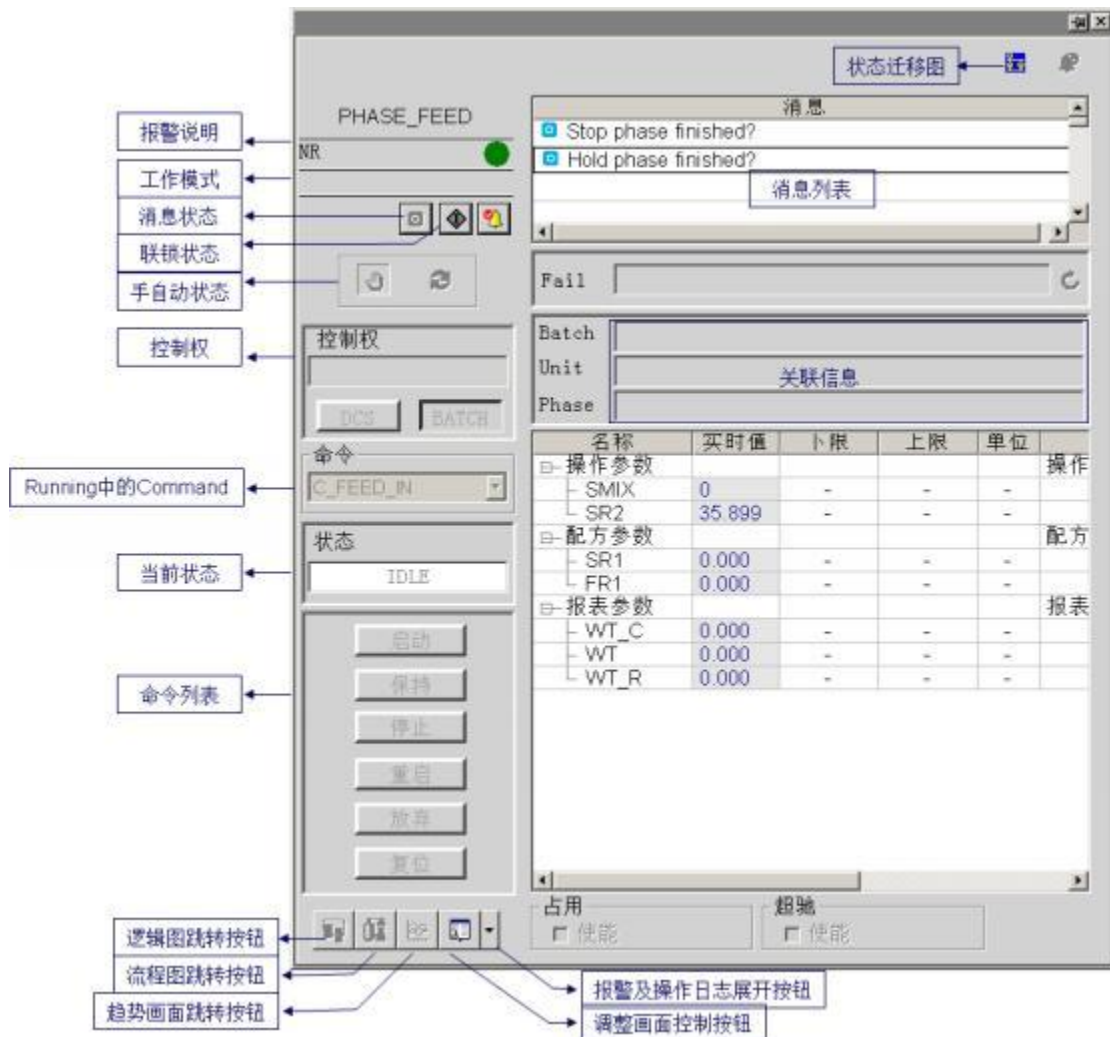 状态迁移图
PHASE_FEED
消息
报警说明
Stop phase finished?
NR
Hold phase finished?
工作模式
消息列表
消息状态
联锁状态
手自动状态
Fail
控制权
控制权
Batch
Unit
关联信息
Phase
DCS
BATCH
名称 实时值 下限 上限 单位
命令
操作参数 操作
Running中的Command
C_FEED_IN
SMIX 0 - - -
SR2 35.899 - - -
状态
配方参数 配方
当前状态
IDLE
SR1 0.000 - - -
FR1 0.000 - - -
报表参数 报表
WT_C 0.000 - - -
WT 0.000 - - -
WT_R 0.000 - - -
启动
命令列表
保持
停止
重启
放弃
复位
占用
超驰
使能
使能
逻辑图跳转按钮
流程图跳转按钮
趋势画面跳转按钮
报警及操作日志展开按钮
调整画面控制按钮